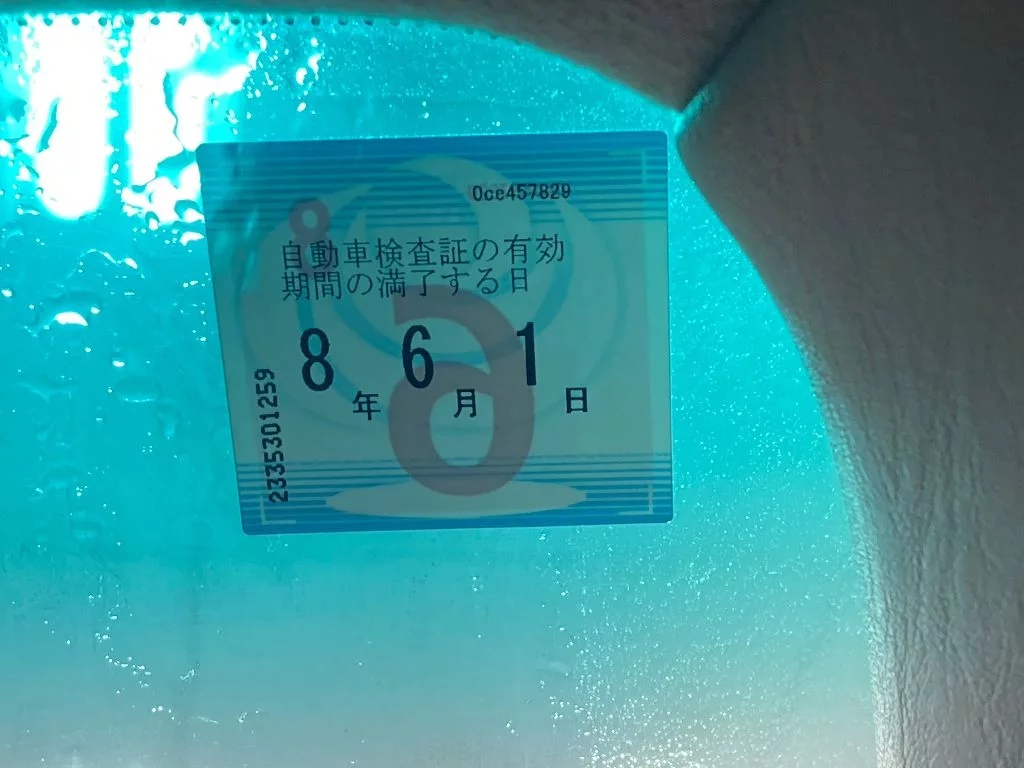 0cc457829
自動車検査証の有効
期間の満了する日
8年 6月 1日
2335301259